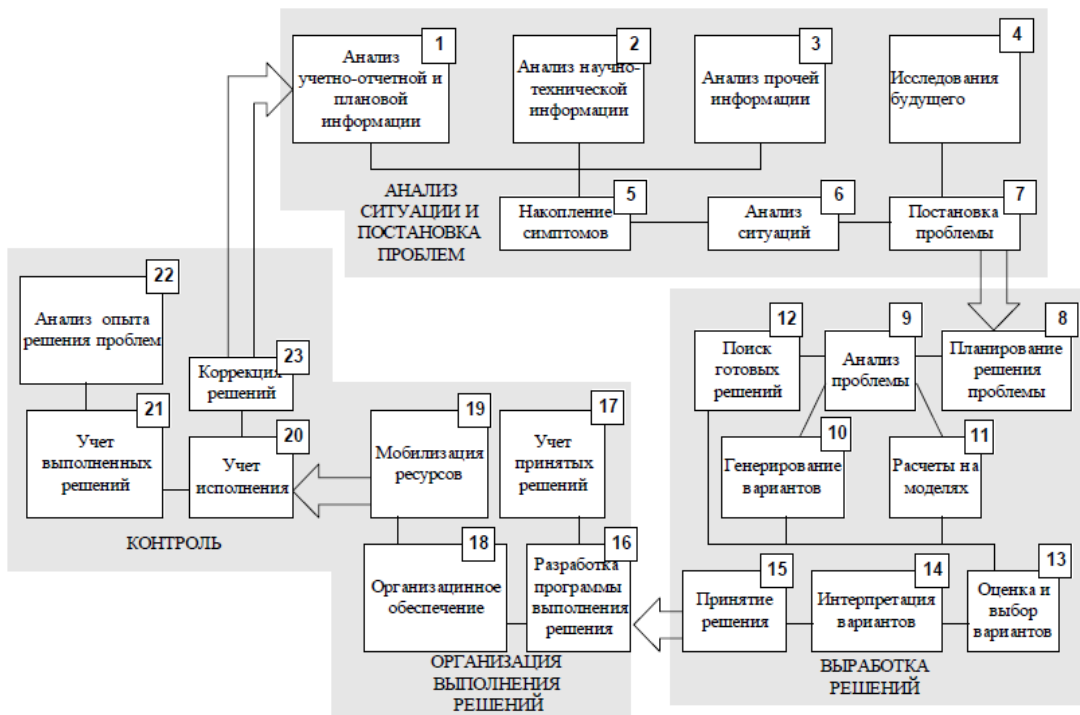 1
Анализ
учетно-отчетной и
плановой
информации
2
Анализ научно-
технической
информации
3
Анализ прочей
информации
4
Исследования
будущего
АНАЛИЗ
СИТУАЦИИ И
ПОСТАНОВКА
ПРОБЛЕМ
5
Накопление
симптомов
6
Анализ
ситуаций
7
Постановка
проблемы
8
Планирование
решения
проблемы
9
Анализ
проблемы
12
Поиск
готовых
решений
10
Генерирование
вариантов
11
Расчеты на
моделях
13
Оценка и
выбор
вариантов
14
Интерпретация
вариантов
15
Принятие
решения
ВЫРАБОТКА
РЕШЕНИЙ
16
Разработка
программы
выполнения
решения
17
Учет
принятых
решений
18
Организацинное
обеспечение
19
Мобилизация
ресурсов
ОРГАНИЗАЦИЯ
ВЫПОЛНЕНИЯ
РЕШЕНИЙ
20
Учет
исполнения
21
Учет
выполненных
решений
22
Анализ опыта
решения проблем
23
Коррекция
решений
КОНТРОЛЬ